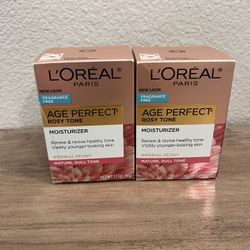 L'ORÉAL
PARIS
NEW LOOK
FRAGRANCE
FREE
AGE PERFECT
ROSY TONE
MOISTURIZER
Renew & revive healthy tone
Visibly younger-looking skin
IMPERIAL PEONY
MATURE, DULL TONE
L'ORÉAL
PARIS
NEW LOOK
FRAGRANCE
FREE
AGE PERFECT
ROSY TONE
MOISTURIZER
Renew & revive healthy tone
Visibly younger-looking skin
IMPERIAL PEONY
MATURE, DULL TONE